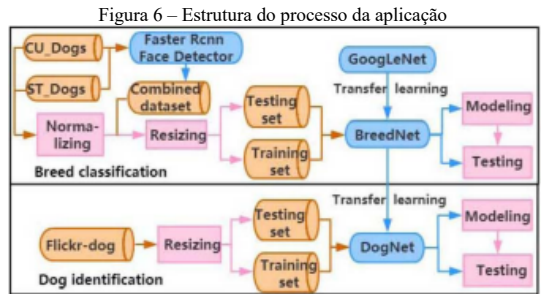 Figura 6 – Estrutura do processo da aplicação
CU_Dogs
Faster Rcnn
Face Detector
GoogLeNet
ST_Dogs
Combined
dataset
Transfer learning
Norma-
lizing
Resizing
Testing
set
Training
set
BreedNet
Modeling
Testing
Breed classification
Transfer learning
Flickr-dog
Resizing
Testing
set
Training
set
DogNet
Modeling
Testing
Dog identification